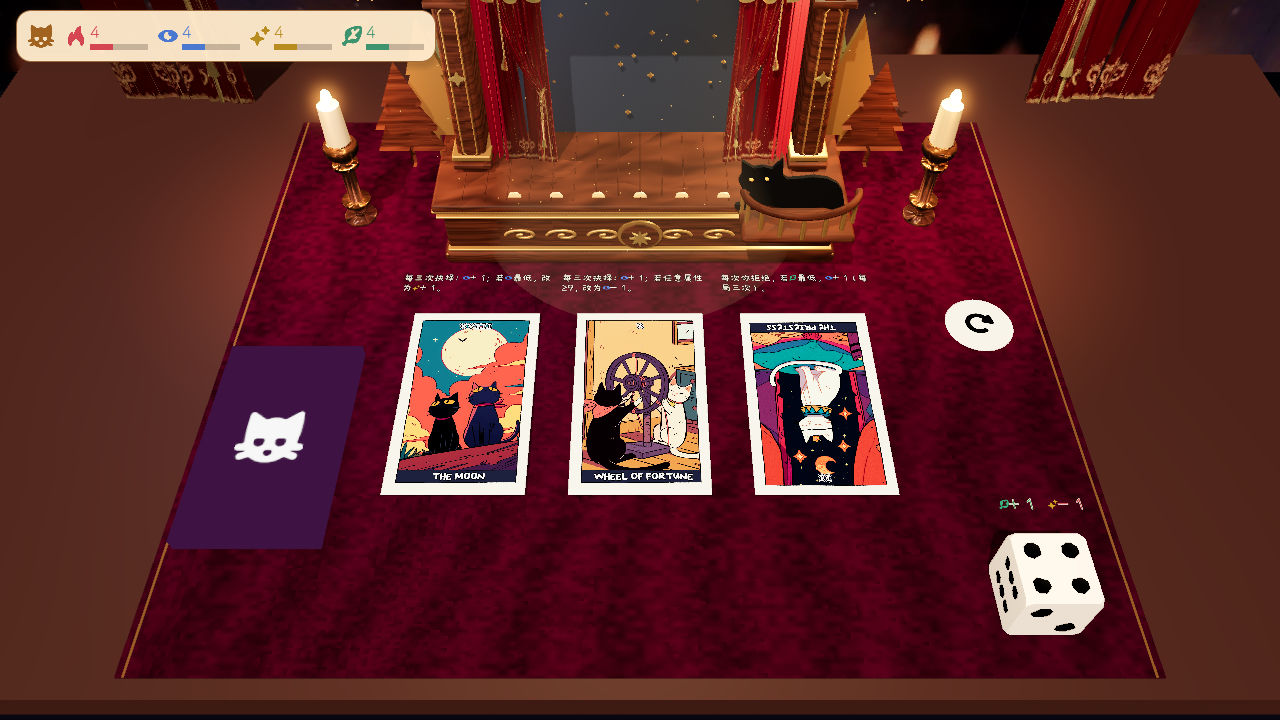 4 4 4 4
每三次抉择：+ 1；若最低，改
为+ 1。
每三次抉择：+ 1；若任意属性
≥9，改为− 1。
每次你拒绝，若最低，+ 1（每
局三次）。
X
THE PRIESTESS
THE MOON
WHEEL OF FORTUNE
+ 1 − 1